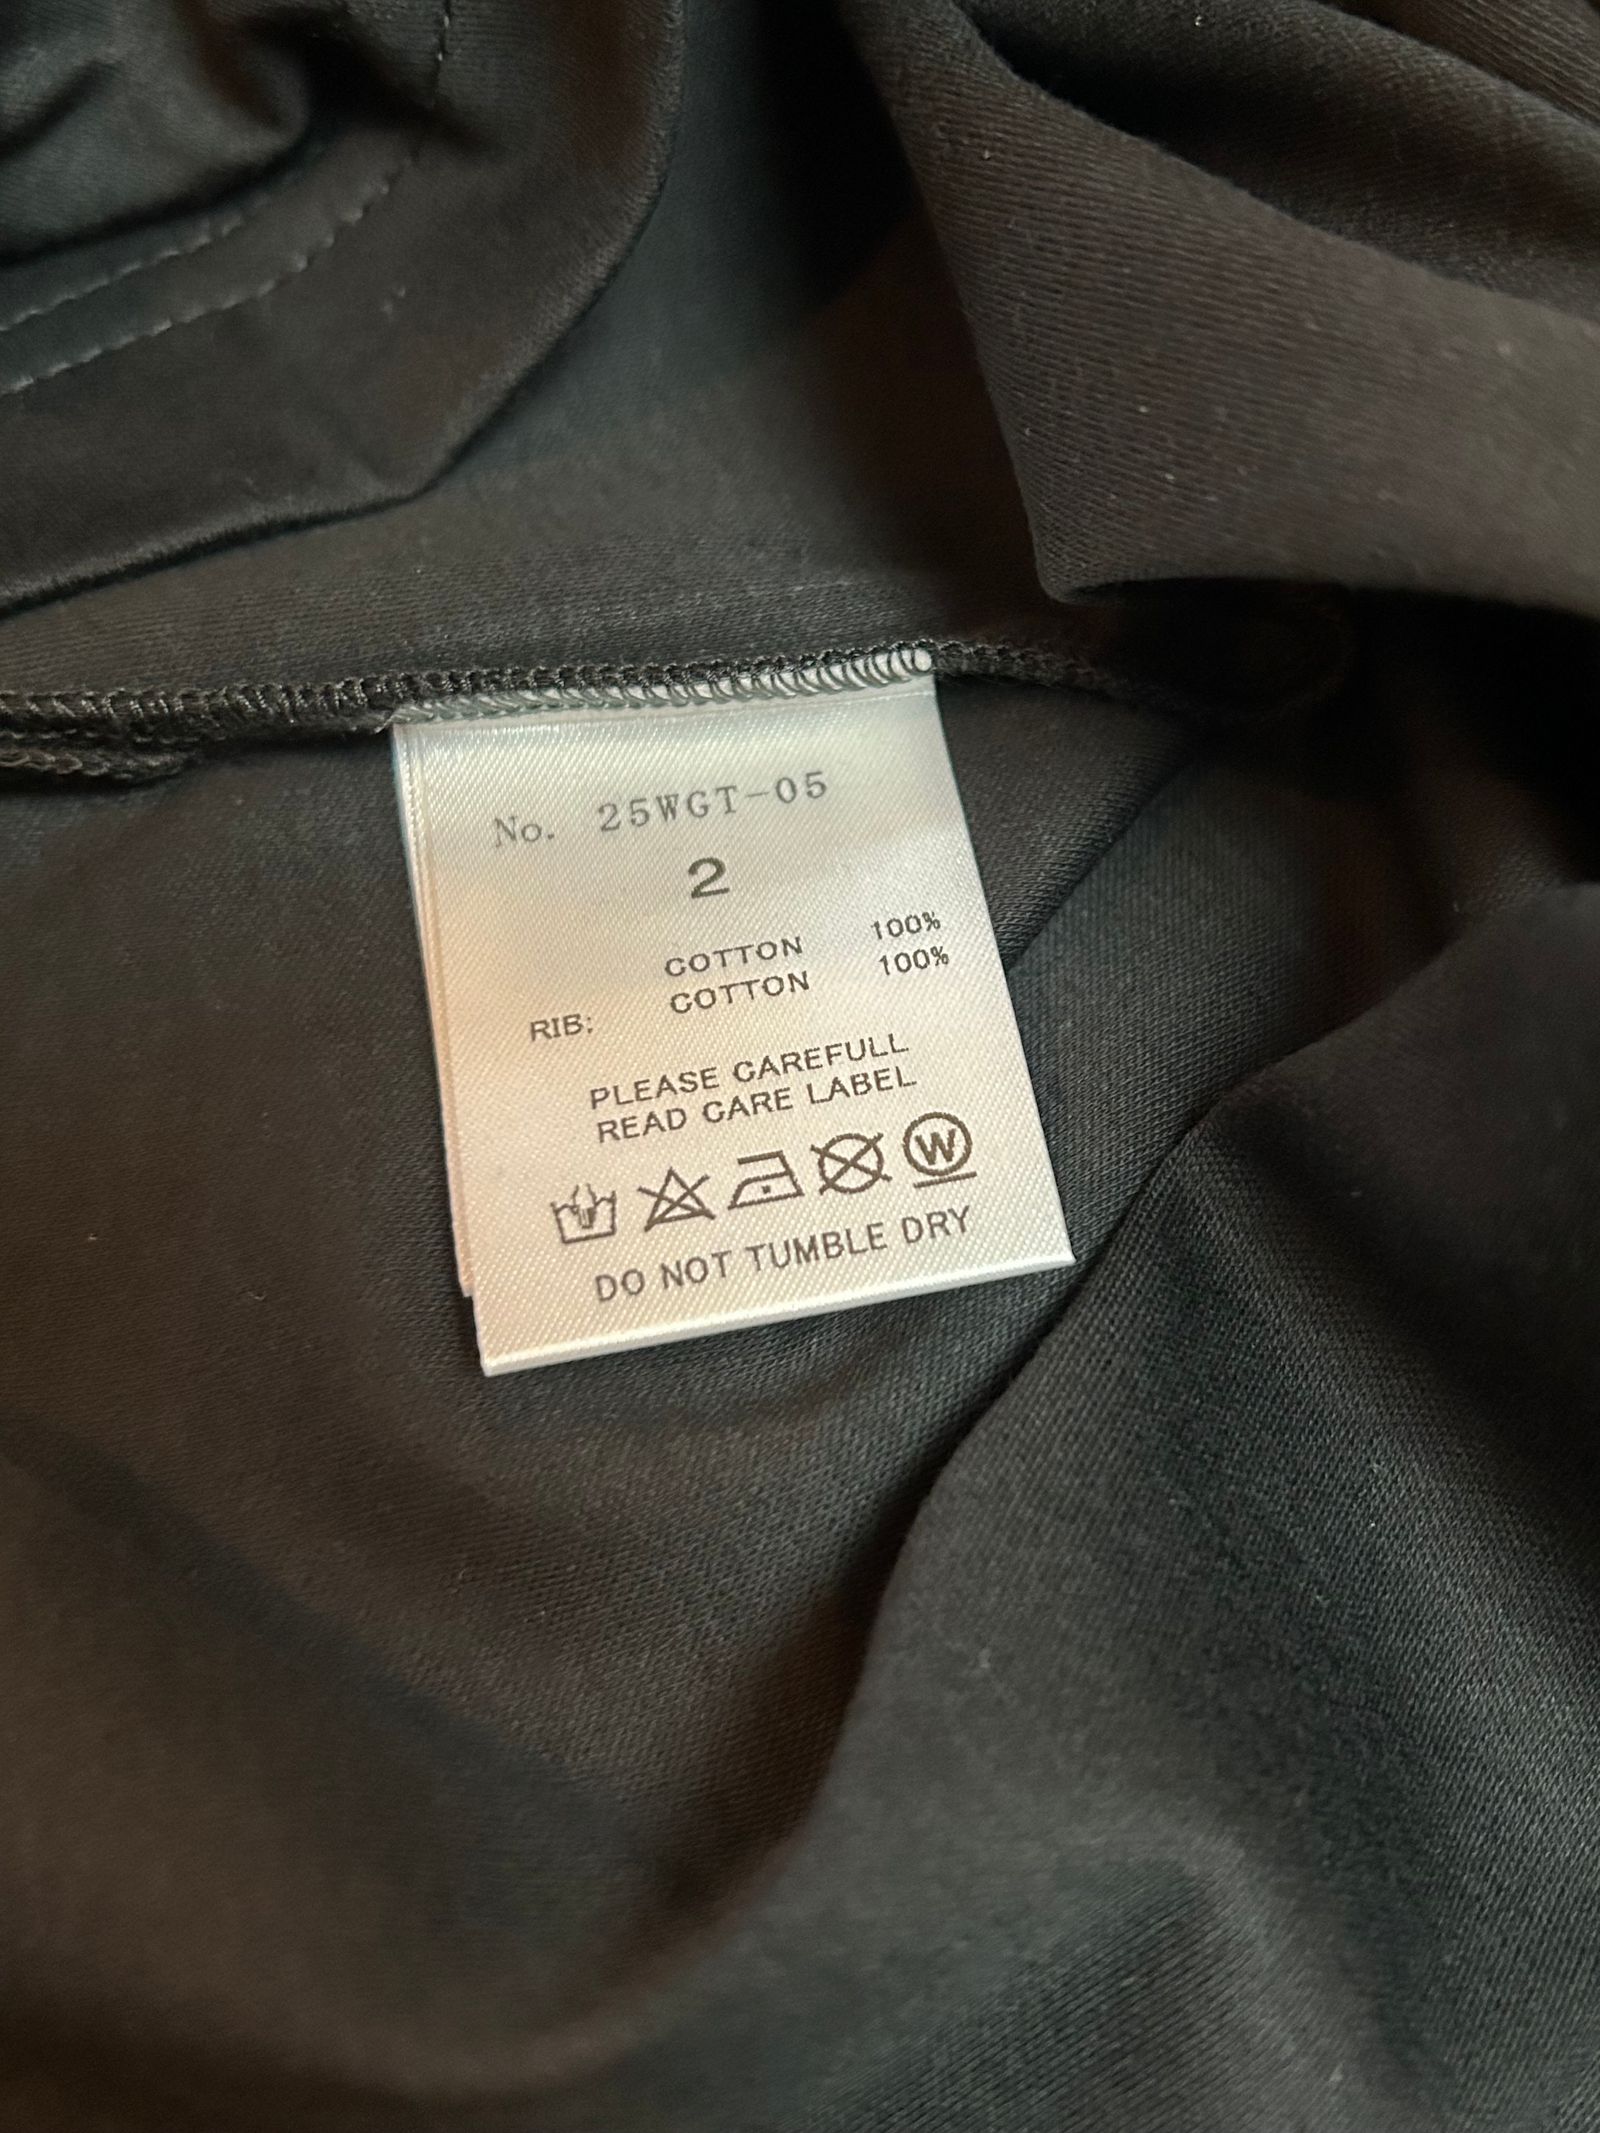 No. 25WGT-05
2
COTTON 100%
RIB: COTTON 100%
PLEASE CAREFULL
READ CARE LABEL
W
DO NOT TUMBLE DRY